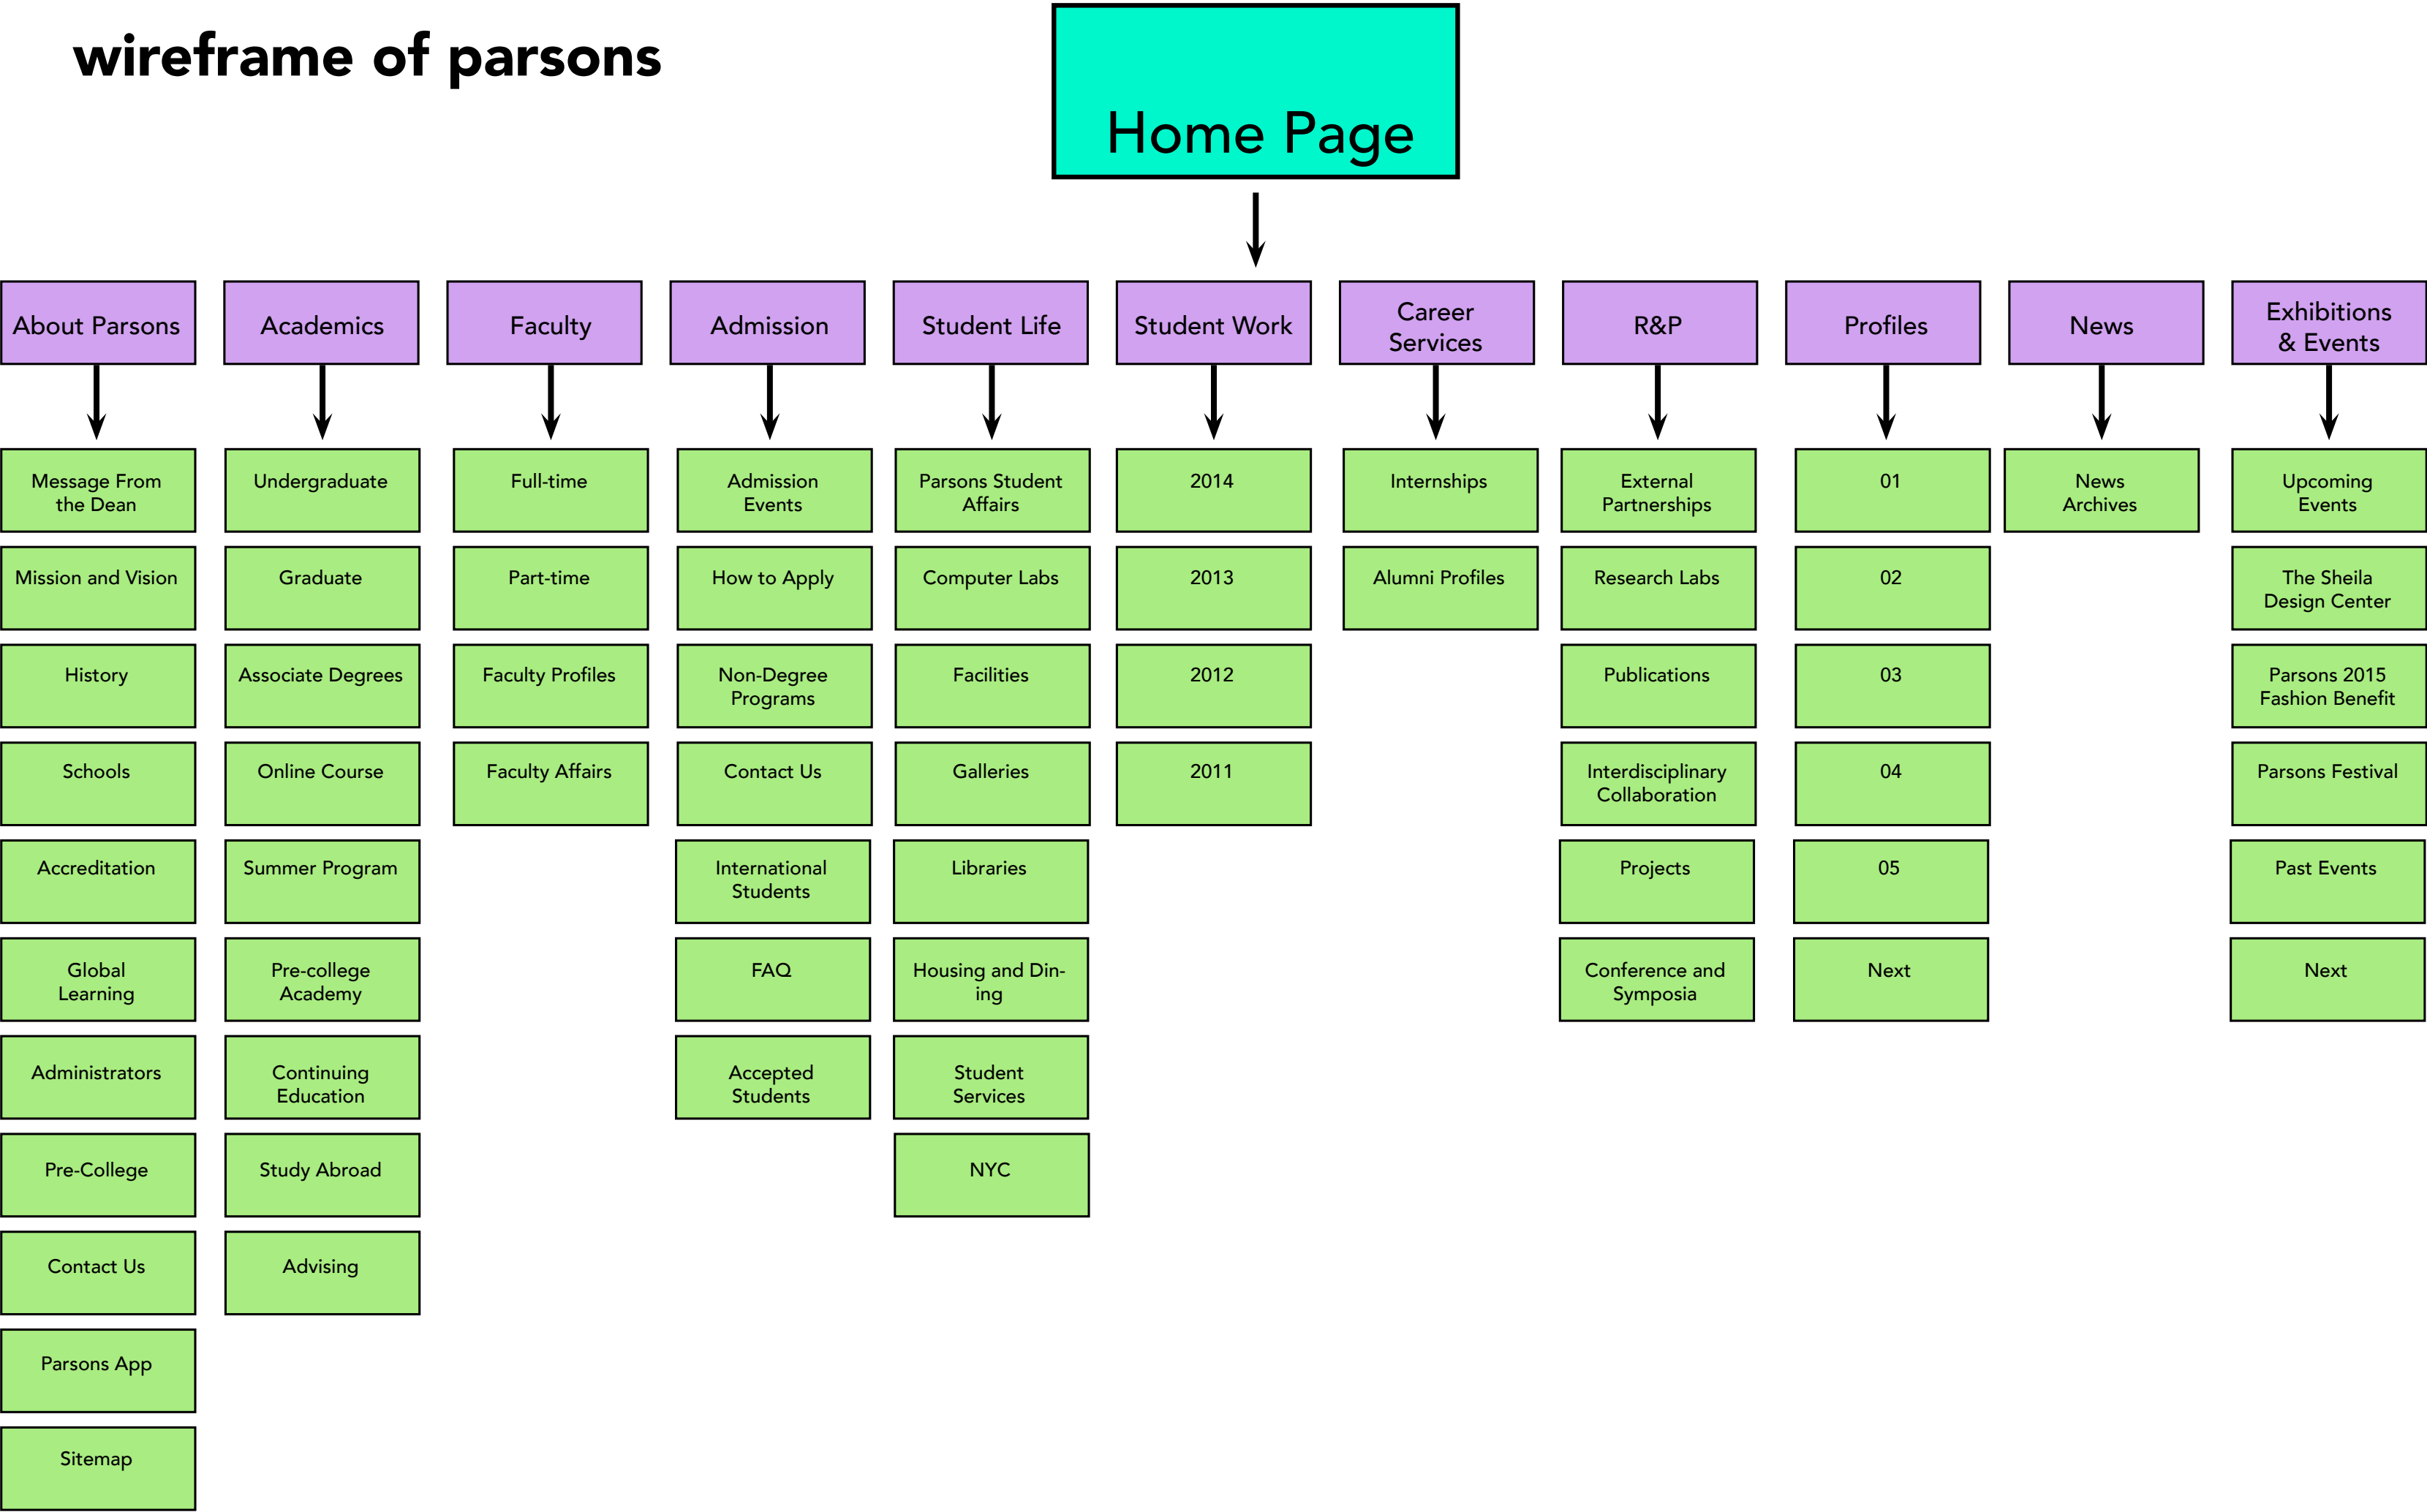 wireframe of parsons
Home Page
About Parsons
Academics
Faculty
Admission
Student Life
Student Work
Career
Services
R&P
Profiles
News
Exhibitions
& Events
Message From
the Dean
Mission and Vision
History
Schools
Accreditation
Global
Learning
Administrators
Pre-College
Contact Us
Parsons App
Sitemap
Undergraduate
Graduate
Associate Degrees
Online Course
Summer Program
Pre-college
Academy
Continuing
Education
Study Abroad
Advising
Full-time
Part-time
Faculty Profiles
Faculty Affairs
Admission
Events
How to Apply
Non-Degree
Programs
Contact Us
International
Students
FAQ
Accepted
Students
Parsons Student
Affairs
Computer Labs
Facilities
Galleries
Libraries
Housing and Din-
ing
Student
Services
NYC
2014
2013
2012
2011
Internships
Alumni Profiles
External
Partnerships
Research Labs
Publications
Interdisciplinary
Collaboration
Projects
Conference and
Symposia
01
02
03
04
05
Next
News
Archives
Upcoming
Events
The Sheila
Design Center
Parsons 2015
Fashion Benefit
Parsons Festival
Past Events
Next